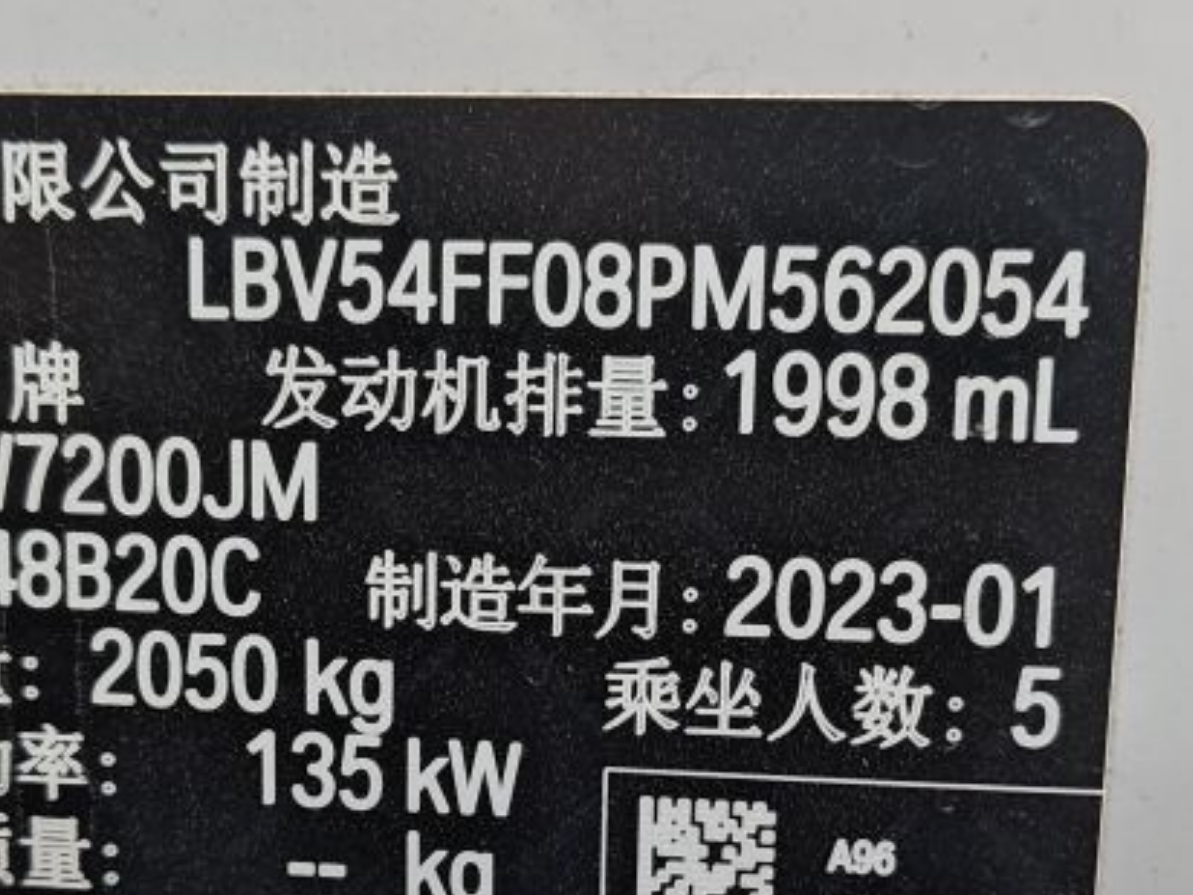 限公司制造
LBV54FF08PM562054
牌 发动机排量:1998 mL
7200JM
48B20C 制造年月:2023-01
: 2050 kg 乘坐人数: 5
率: 135 kW
量: -- kg
A96